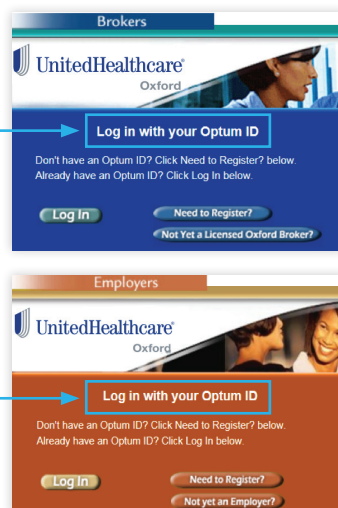 Brokers
UnitedHealthcare®
Oxford
Log in with your Optum ID
Don't have an Optum ID? Click Need to Register? below.
Already have an Optum ID? Click Log In below.
Log In
Need to Register?
Not Yet a Licensed Oxford Broker?
Employers
UnitedHealthcare®
Oxford
Log in with your Optum ID
Don't have an Optum ID? Click Need to Register? below.
Already have an Optum ID? Click Log In below.
Log In
Need to Register?
Not yet an Employer?